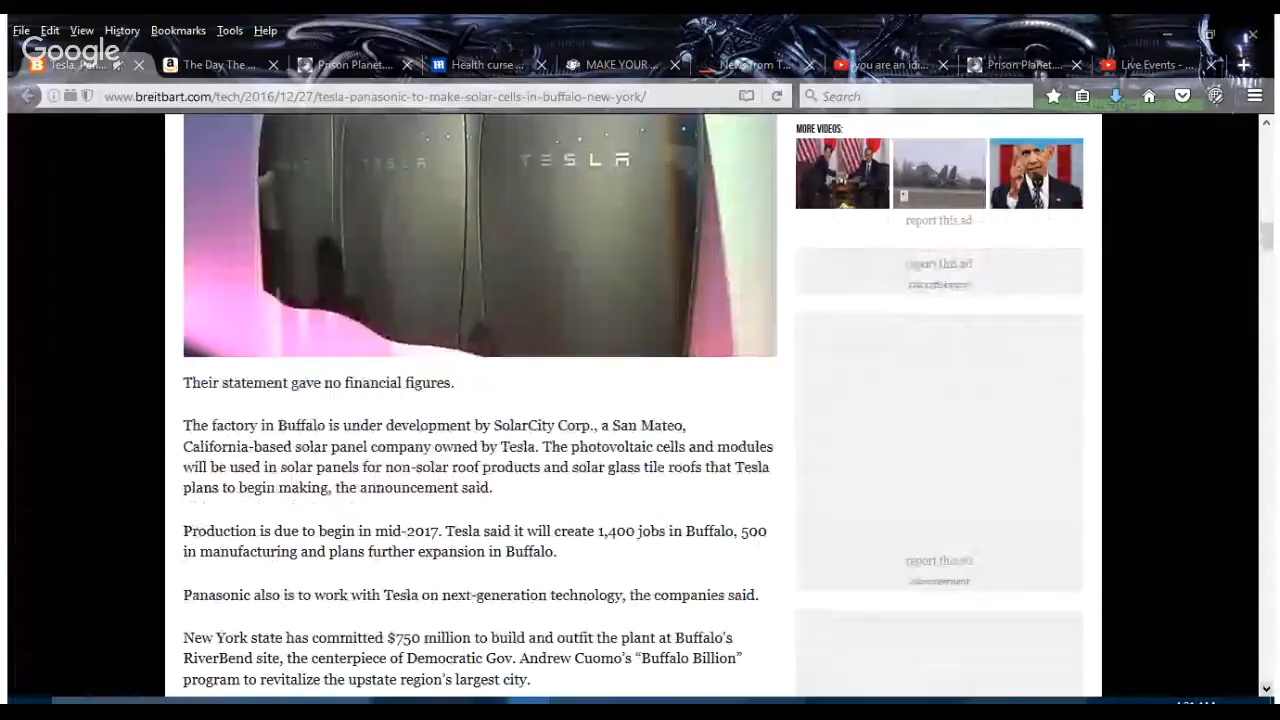 File Edit View History Bookmarks Tools Help
Google
Tesla, Pan... The Day The ... Prison Planet... Health curse ... MAKE YOUR ... News from T... you are an idi... Prison Planet... Live Events - ...
www.breitbart.com/tech/2016/12/27/tesla-panasonic-to-make-solar-cells-in-buffalo-new-york/ Search
MORE VIDEOS:
TESLA TESLA
report this ad
report this ad
Their statement gave no financial figures.
The factory in Buffalo is under development by SolarCity Corp., a San Mateo,
California-based solar panel company owned by Tesla. The photovoltaic cells and modules
will be used in solar panels for non-solar roof products and solar glass tile roofs that Tesla
plans to begin making, the announcement said.
Production is due to begin in mid-2017. Tesla said it will create 1,400 jobs in Buffalo, 500
in manufacturing and plans further expansion in Buffalo.
report this ad
Panasonic also is to work with Tesla on next-generation technology, the companies said.
New York state has committed $750 million to build and outfit the plant at Buffalo's
RiverBend site, the centerpiece of Democratic Gov. Andrew Cuomo's “Buffalo Billion”
program to revitalize the upstate region's largest city.